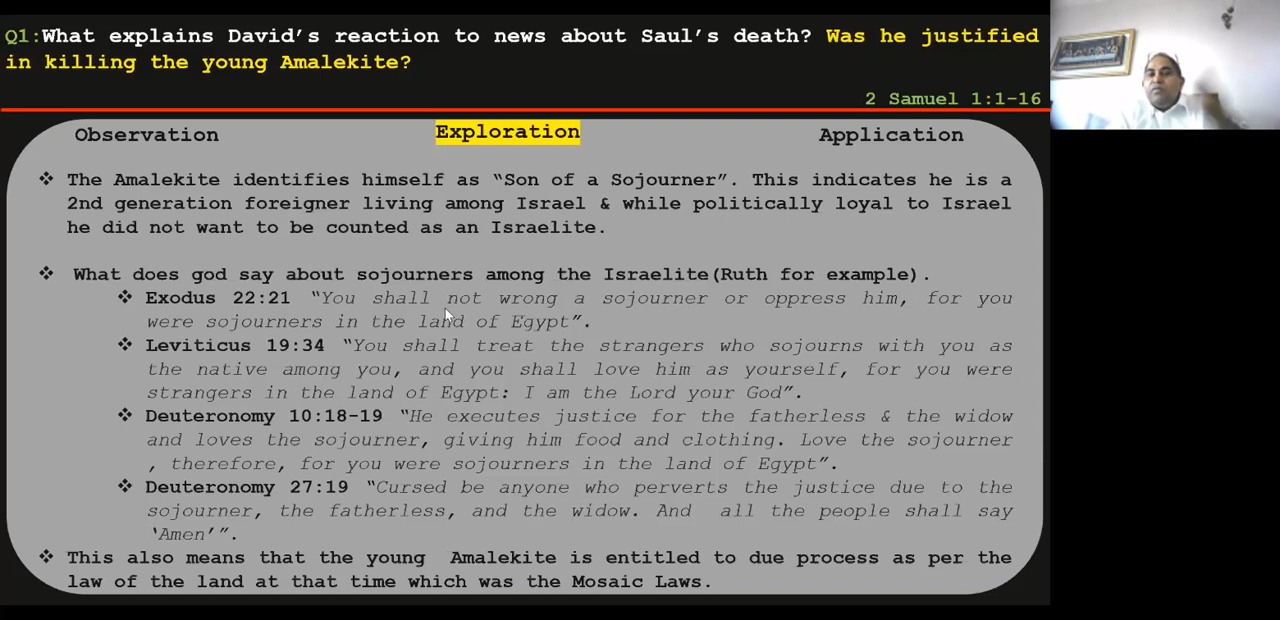 Q1:What explains David’s reaction to news about Saul’s death? Was he justified
in killing the young Amalekite?
2 Samuel 1:1-16
Observation Exploration Application
❖ The Amalekite identifies himself as “Son of a Sojourner”. This indicates he is a
2nd generation foreigner living among Israel & while politically loyal to Israel
he did not want to be counted as an Israelite.
❖ What does god say about sojourners among the Israelite(Ruth for example).
❖ Exodus 22:21 “You shall not wrong a sojourner or oppress him, for you
were sojourners in the land of Egypt”.
❖ Leviticus 19:34 “You shall treat the strangers who sojourns with you as
the native among you, and you shall love him as yourself, for you were
strangers in the land of Egypt: I am the Lord your God”.
❖ Deuteronomy 10:18-19 “He executes justice for the fatherless & the widow
and loves the sojourner, giving him food and clothing. Love the sojourner
, therefore, for you were sojourners in the land of Egypt”.
❖ Deuteronomy 27:19 “Cursed be anyone who perverts the justice due to the
sojourner, the fatherless, and the widow. And all the people shall say
‘Amen’”.
❖ This also means that the young Amalekite is entitled to due process as per the
law of the land at that time which was the Mosaic Laws.